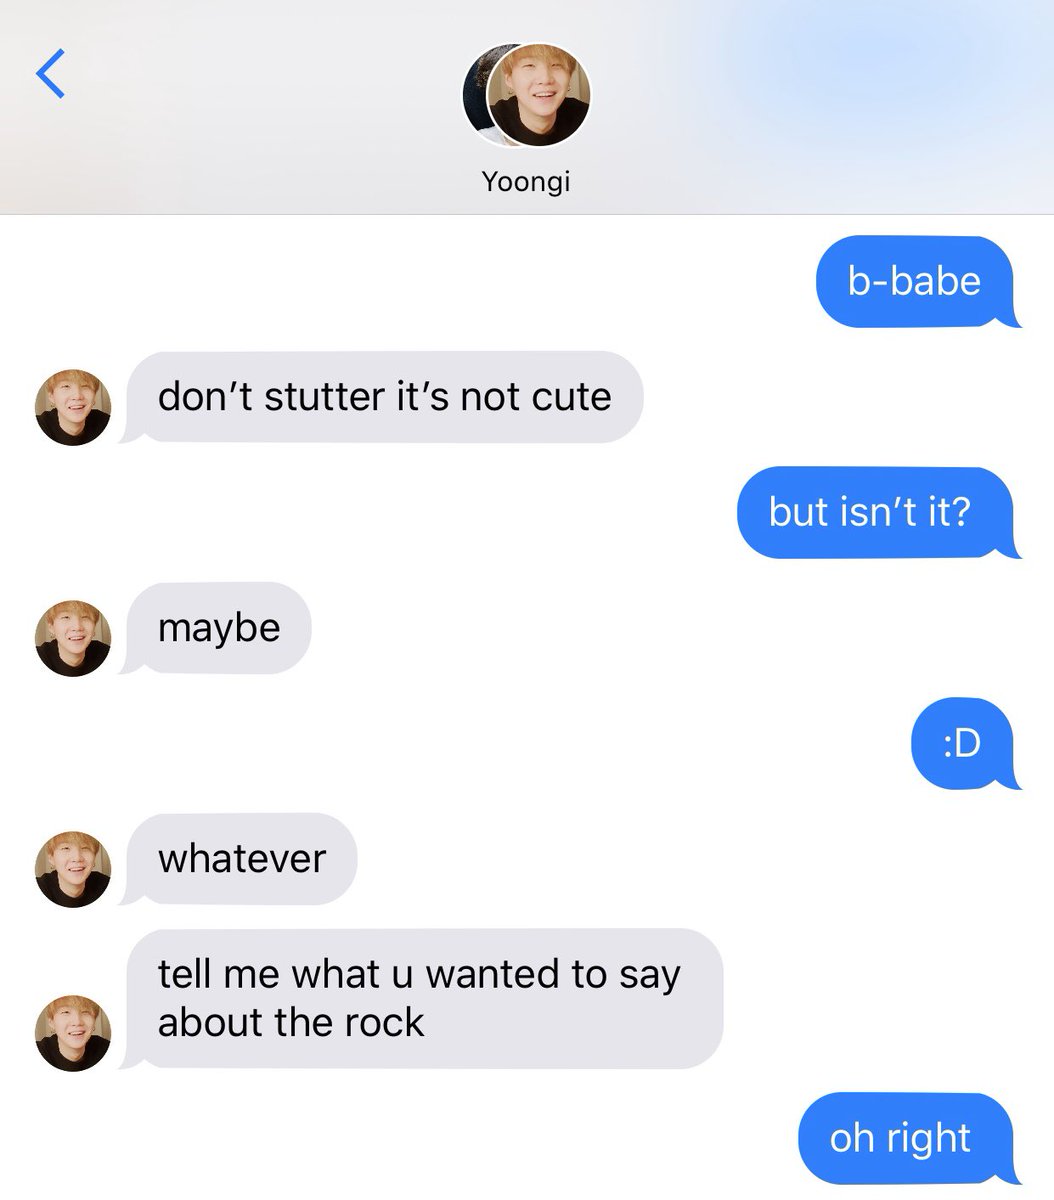 Yoongi
b-babe
don’t stutter it’s not cute
but isn’t it?
maybe
:D
whatever
tell me what u wanted to say
about the rock
oh right